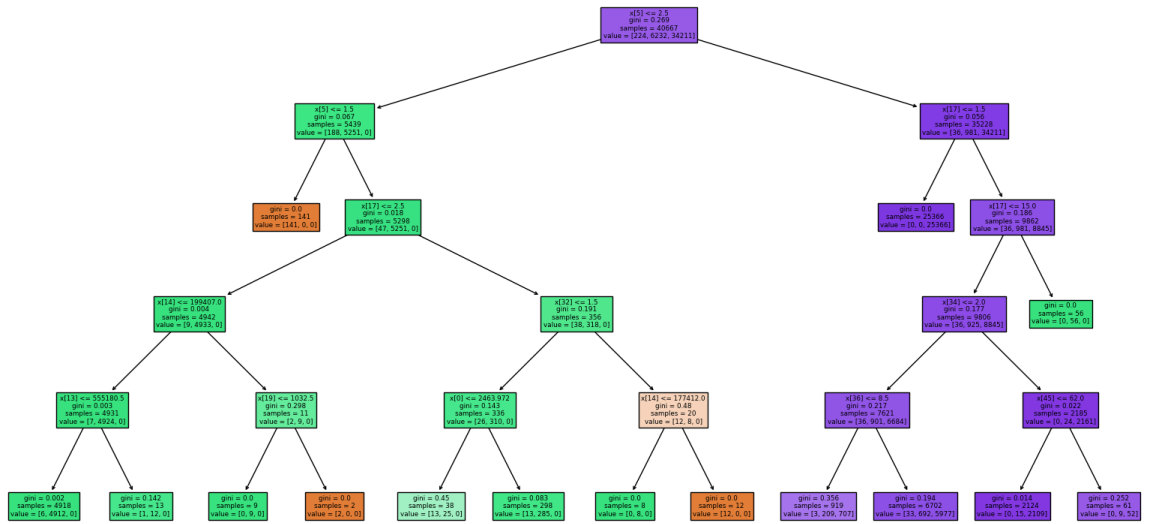 x[5] <= 2.5
gini = 0.269
samples = 40667
value = [224, 6232, 34211]
x[5] <= 1.5
gini = 0.067
samples = 5439
value = [188, 5251, 0]
x[17] <= 1.5
gini = 0.056
samples = 35228
value = [36, 981, 34211]
gini = 0.0
samples = 141
value = [141, 0, 0]
x[17] <= 2.5
gini = 0.018
samples = 5298
value = [47, 5251, 0]
gini = 0.0
samples = 25366
value = [0, 0, 25366]
x[17] <= 15.0
gini = 0.186
samples = 9862
value = [36, 981, 8845]
x[14] <= 199407.0
gini = 0.004
samples = 4942
value = [9, 4933, 0]
x[32] <= 1.5
gini = 0.191
samples = 356
value = [38, 318, 0]
x[34] <= 2.0
gini = 0.177
samples = 9806
value = [36, 925, 8845]
gini = 0.0
samples = 56
value = [0, 56, 0]
x[13] <= 555180.5
gini = 0.003
samples = 4931
value = [7, 4924, 0]
x[19] <= 1032.5
gini = 0.298
samples = 11
value = [2, 9, 0]
x[0] <= 2463.972
gini = 0.143
samples = 336
value = [26, 310, 0]
x[14] <= 177412.0
gini = 0.48
samples = 20
value = [12, 8, 0]
x[36] <= 8.5
gini = 0.217
samples = 7621
value = [36, 901, 6684]
x[45] <= 62.0
gini = 0.022
samples = 2185
value = [0, 24, 2161]
gini = 0.002
samples = 4918
value = [6, 4912, 0]
gini = 0.142
samples = 13
value = [1, 12, 0]
gini = 0.0
samples = 9
value = [0, 9, 0]
gini = 0.0
samples = 2
value = [2, 0, 0]
gini = 0.45
samples = 38
value = [13, 25, 0]
gini = 0.083
samples = 298
value = [13, 285, 0]
gini = 0.0
samples = 8
value = [0, 8, 0]
gini = 0.0
samples = 12
value = [12, 0, 0]
gini = 0.356
samples = 919
value = [3, 209, 707]
gini = 0.194
samples = 6702
value = [33, 692, 5977]
gini = 0.014
samples = 2124
value = [0, 15, 2109]
gini = 0.252
samples = 61
value = [0, 9, 52]